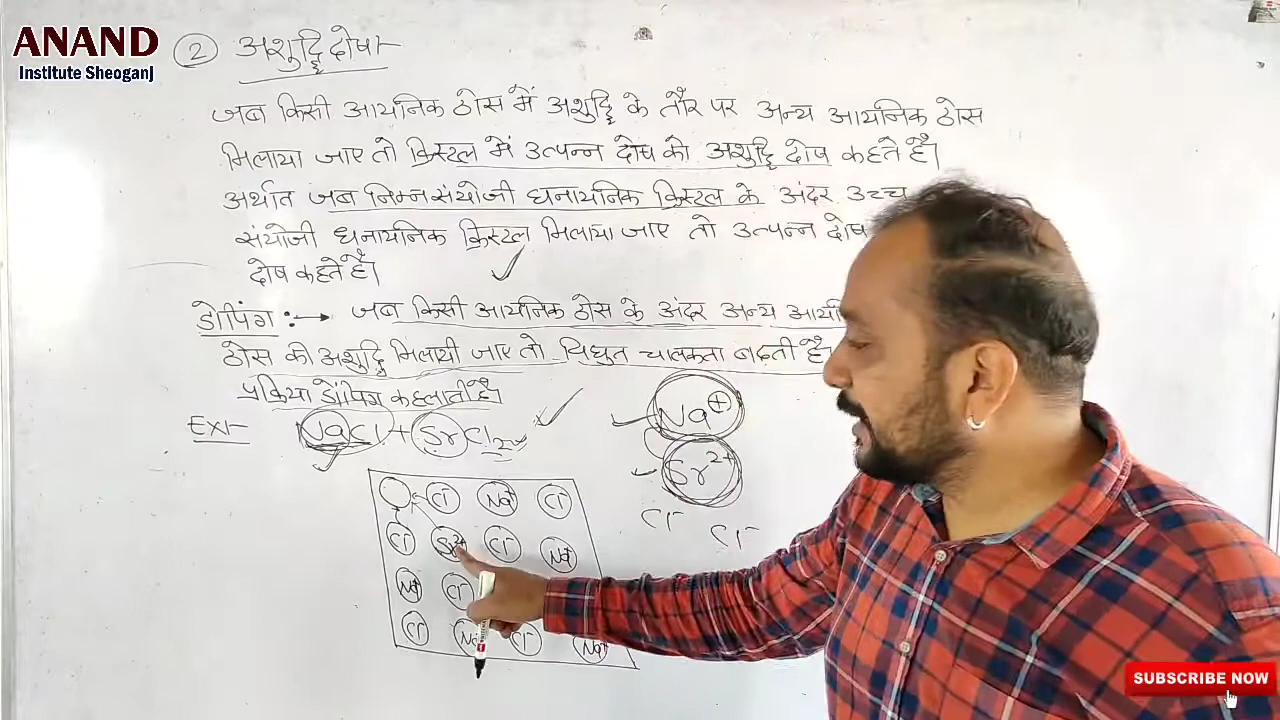 ANAND
Institute Sheoganj
② अशुद्धि दोष-
जब किसी आयनिक ठोस में अशुद्धि के तौर पर अन्य आयनिक ठोस
मिलाया जाए तो क्रिस्टल में उत्पन्न दोष को अशुद्धि दोष कहते हैं।
अर्थात जब निम्न संयोजी धनायनिक क्रिस्टल के अंदर उच्च
संयोजी धनायनिक क्रिस्टल मिलाया जाए तो उत्पन्न दोष
दोष कहते हैं।
डोपिंग :→ जब किसी आयनिक ठोस के अंदर अन्य
ठोस की अशुद्धि मिलायी जाए तो विधुत चालकता बढ़ती है
प्रक्रिया डोपिंग कहलाती है।
Ex:- NaCl + SrCl2
Na+
Sr2+
Cl- Cl-
Cl- Na+ Cl-
Cl- Sr2+ Cl- Na+
Na+ Cl-
Cl- Cl- Na+
SUBSCRIBE NOW